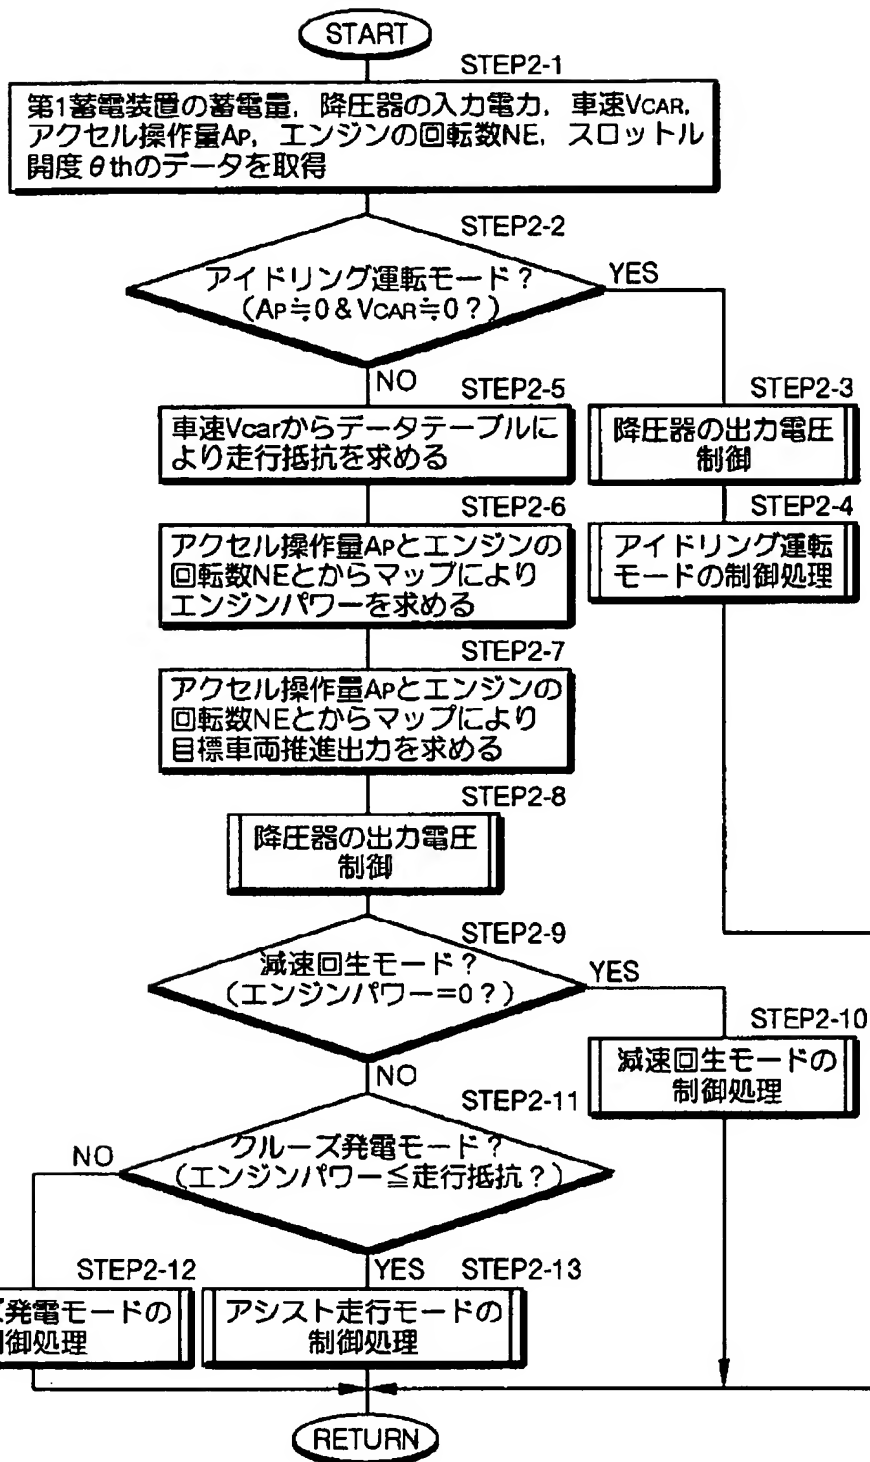 START
STEP2-1
第1蓄電装置の蓄電量，降圧器の入力電力，車速VCAR，
アクセル操作量AP，エンジンの回転数NE，スロットル
開度θthのデータを取得
STEP2-2
アイドリング運転モード？
（AP≒0＆VCAR≒0？）
YES
NO
STEP2-5
車速Vcarからデータテーブルに
より走行抵抗を求める
STEP2-3
降圧器の出力電圧
制御
STEP2-6
アクセル操作量APとエンジンの
回転数NEとからマップにより
エンジンパワーを求める
STEP2-4
アイドリング運転
モードの制御処理
STEP2-7
アクセル操作量APとエンジンの
回転数NEとからマップにより
目標車両推進出力を求める
STEP2-8
降圧器の出力電圧
制御
STEP2-9
減速回生モード？
（エンジンパワー=0？）
YES
NO
STEP2-10
減速回生モードの
制御処理
STEP2-11
クルーズ発電モード？
（エンジンパワー≦走行抵抗？）
NO
YES
STEP2-12
ズ発電モードの
御処理
STEP2-13
アシスト走行モードの
制御処理
RETURN